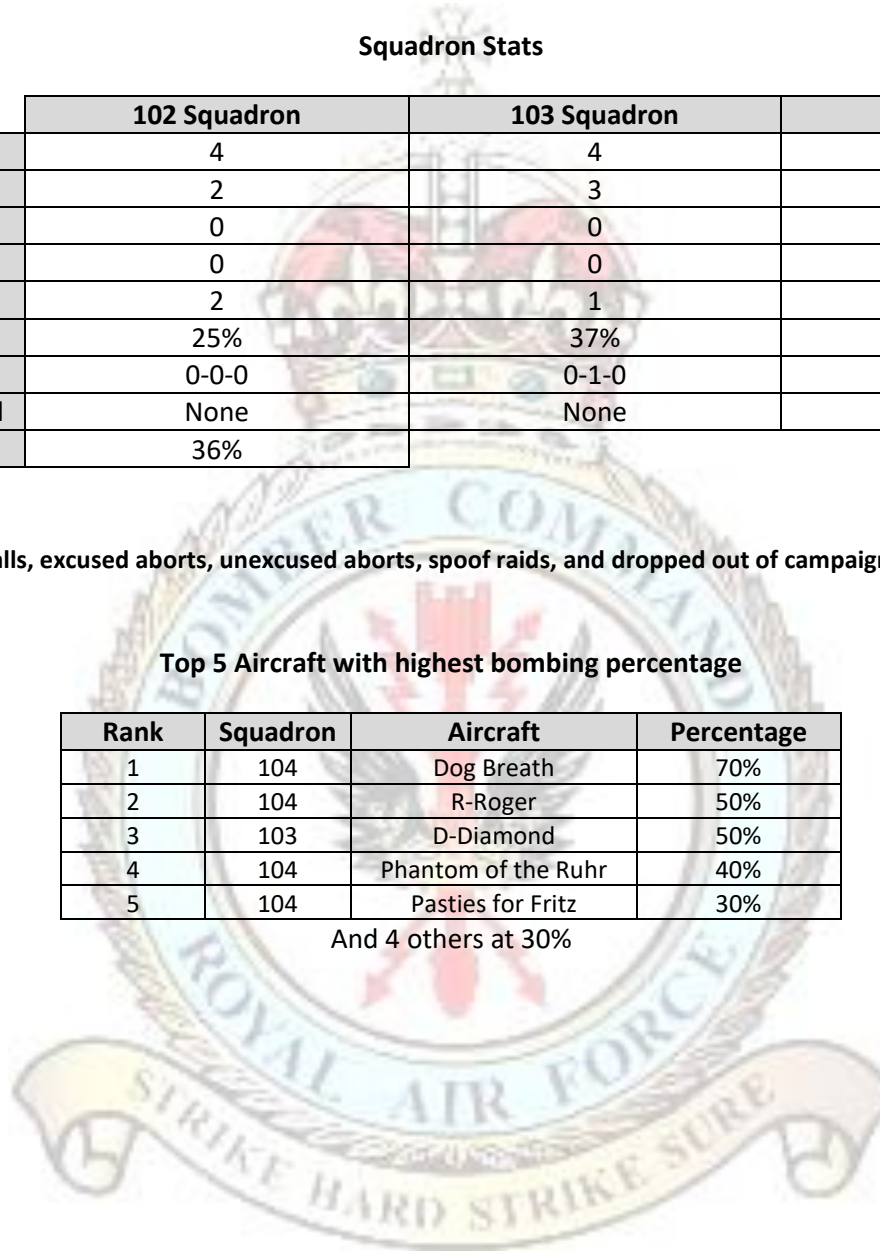 Squadron Stats
102 Squadron 103 Squadron
4 4
2 3
0 0
0 0
2 1
25% 37%
0-0-0 0-1-0
None None
36%
excused aborts, unexcused aborts, spoof raids, and dropped out of
Top 5 Aircraft with highest bombing percentage
Rank Squadron Aircraft Percentage
1 104 Dog Breath 70%
2 104 R-Roger 50%
3 103 D-Diamond 50%
4 104 Phantom of the Ruhr 40%
5 104 Pasties for Fritz 30%
And 4 others at 30%
BOMBER COMMAND
ROYAL AIR FORCE
STRIKE HARD STRIKE SURE